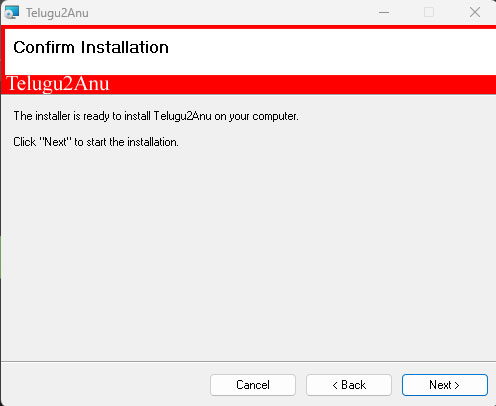 Telugu2Anu
Confirm Installation
Telugu2Anu
The installer is ready to install Telugu2Anu on your computer.
Click "Next" to start the installation.
Cancel
< Back
Next >